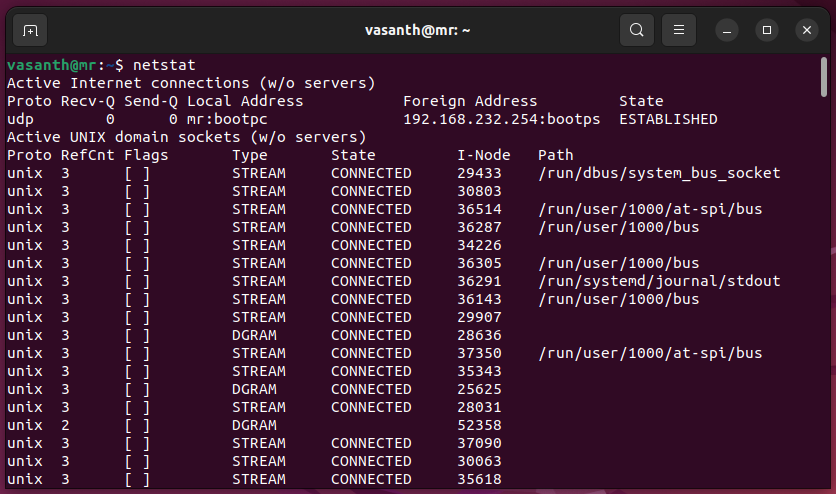 vasanth@mr: ~
vasanth@mr:~$ netstat
Active Internet connections (w/o servers)
Proto Recv-Q Send-Q Local Address           Foreign Address         State
udp        0      0 mr:bootpc               192.168.232.254:bootps  ESTABLISHED
Active UNIX domain sockets (w/o servers)
Proto RefCnt Flags       Type       State         I-Node   Path
unix  3      [ ]         STREAM     CONNECTED     29433    /run/dbus/system_bus_socket
unix  3      [ ]         STREAM     CONNECTED     30803
unix  3      [ ]         STREAM     CONNECTED     36514    /run/user/1000/at-spi/bus
unix  3      [ ]         STREAM     CONNECTED     36287    /run/user/1000/bus
unix  3      [ ]         STREAM     CONNECTED     34226
unix  3      [ ]         STREAM     CONNECTED     36305    /run/user/1000/bus
unix  3      [ ]         STREAM     CONNECTED     36291    /run/systemd/journal/stdout
unix  3      [ ]         STREAM     CONNECTED     36143    /run/user/1000/bus
unix  3      [ ]         STREAM     CONNECTED     29907
unix  3      [ ]         DGRAM      CONNECTED     28636
unix  3      [ ]         STREAM     CONNECTED     37350    /run/user/1000/at-spi/bus
unix  3      [ ]         STREAM     CONNECTED     35343
unix  3      [ ]         DGRAM      CONNECTED     25625
unix  3      [ ]         STREAM     CONNECTED     28031
unix  2      [ ]         DGRAM                    52358
unix  3      [ ]         STREAM     CONNECTED     37090
unix  3      [ ]         STREAM     CONNECTED     30063
unix  3      [ ]         STREAM     CONNECTED     35618